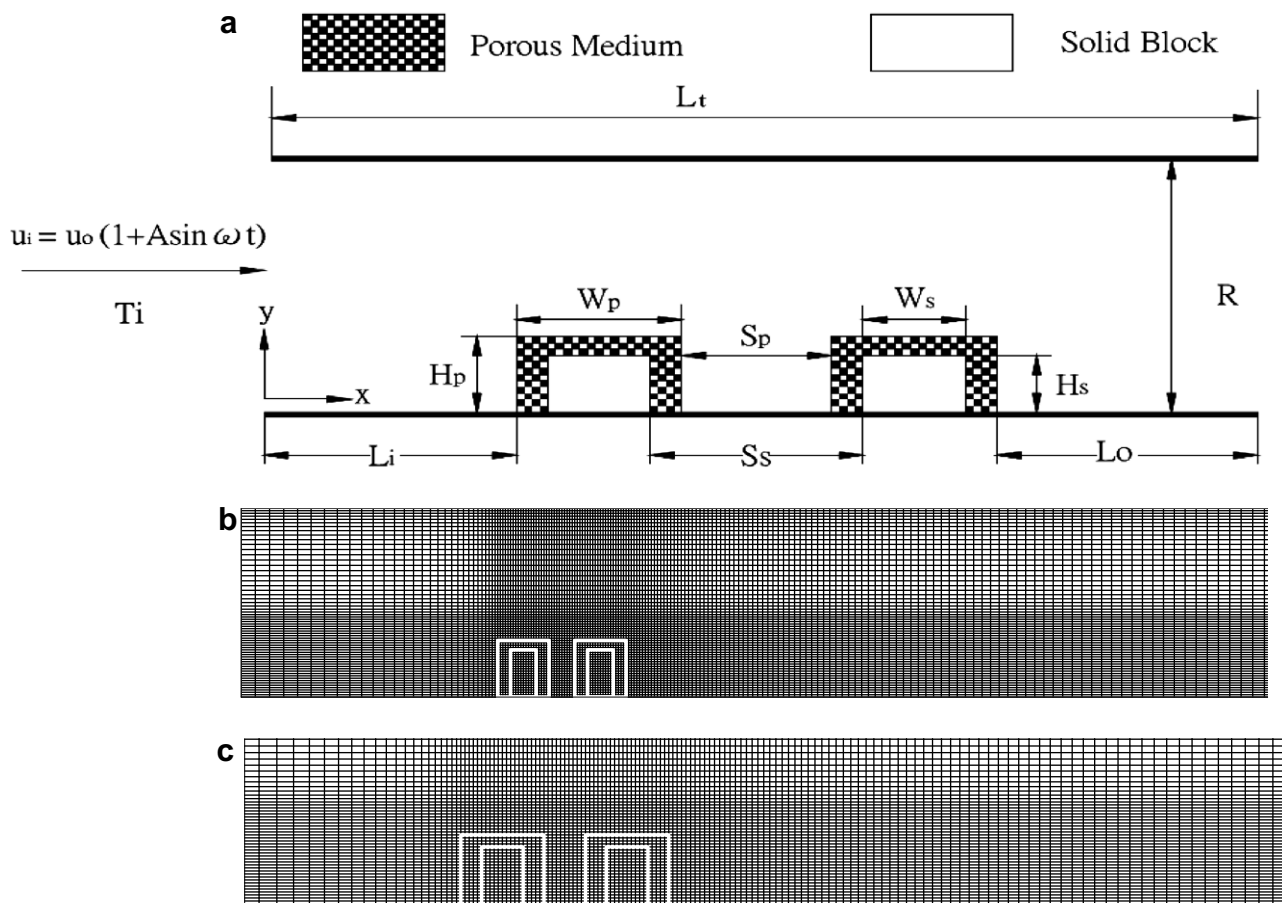 a
Porous Medium
Solid Block
Lt
ui = uo (1+Asin ω t)
Ti
y
x
Wp
Ws
Sp
R
Hp
Hs
Li
Ss
Lo
b
c